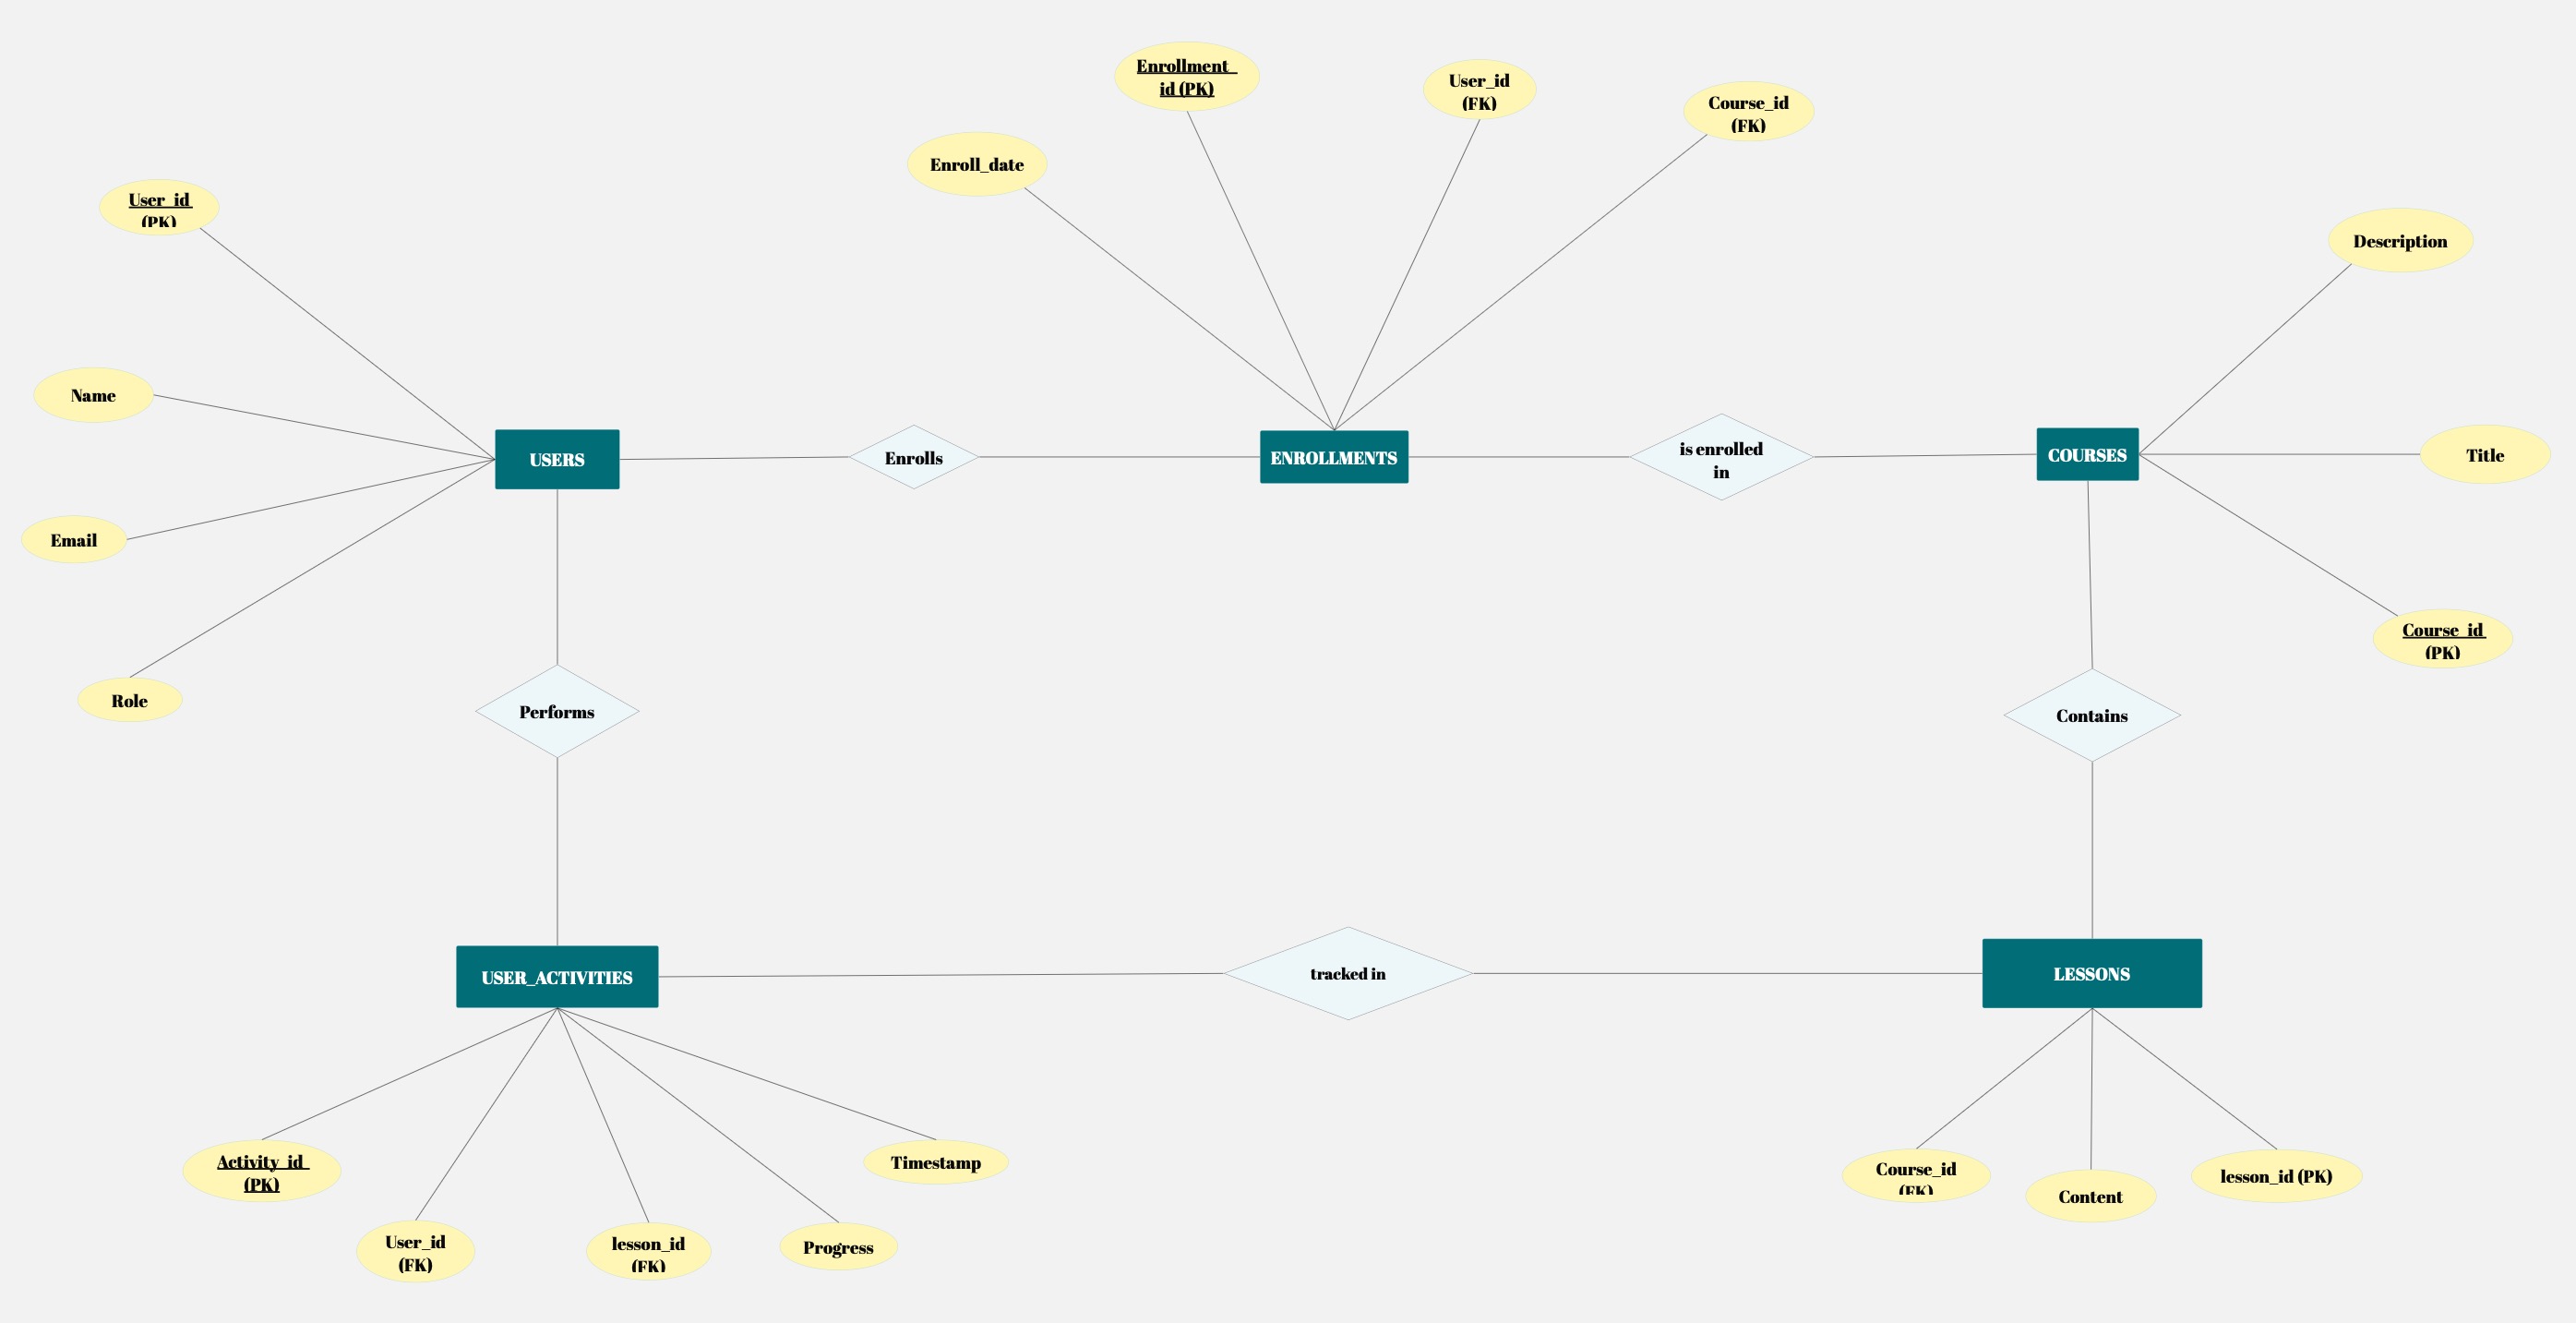 Enrollment_
id (PK)
User_id
(FK)
Course_id
(FK)
Enroll_date
User_id
(PK)
Description
Name
USERS
Enrolls
ENROLLMENTS
is enrolled
in
COURSES
Title
Email
Course_id
(PK)
Role
Performs
Contains
USER_ACTIVITIES
tracked in
LESSONS
Activity_id
(PK)
Timestamp
Course_id
(FK)
Content
lesson_id (PK)
User_id
(FK)
lesson_id
(FK)
Progress